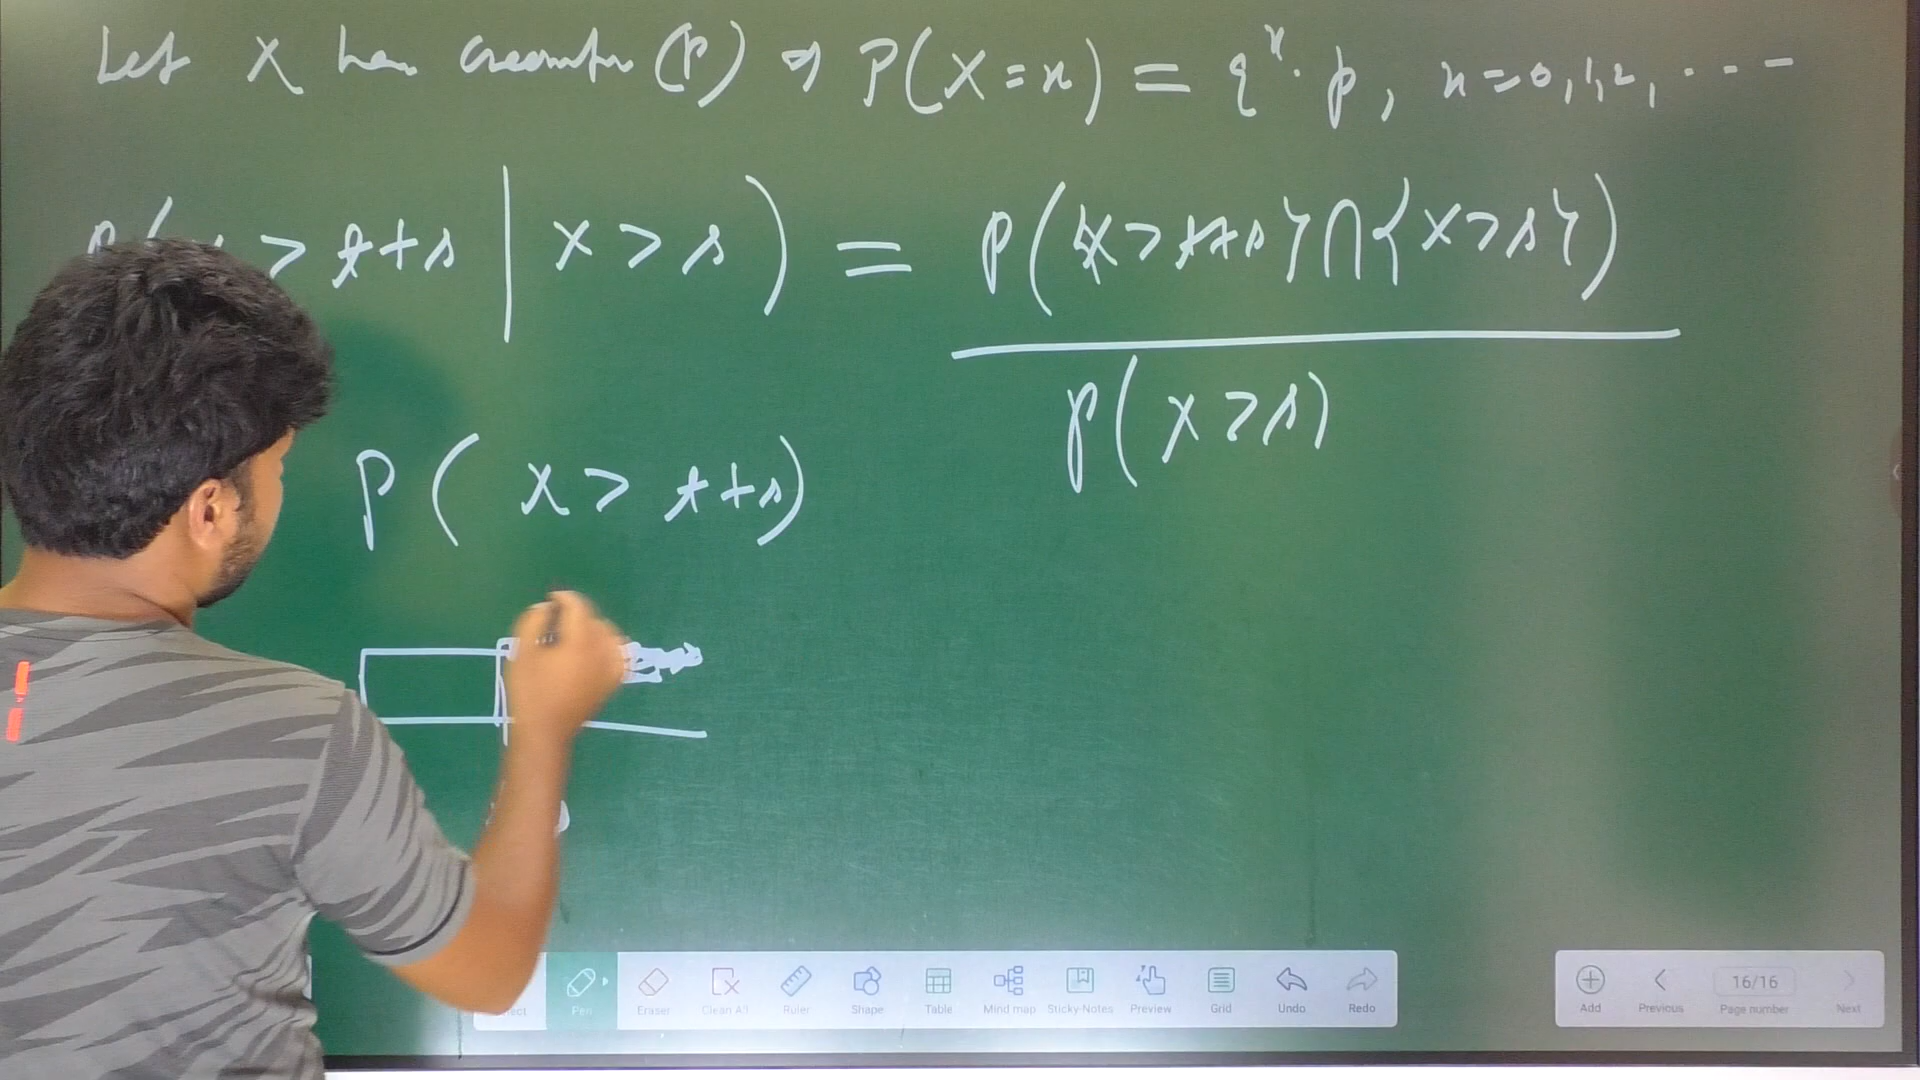 Let X has Geometric (p) ⇒ P(X=x) = q^x · p, x=0,1,2, ...
> t+s | X > s) = P({X > t+s} ∩ {X > s})
P(X > s)
P( X > t+s)
Pen
Eraser
Clean All
Ruler
Shape
Table
Mind map
Sticky-Notes
Preview
Grid
Undo
Redo
Add
Previous
16/16
Page number
Next